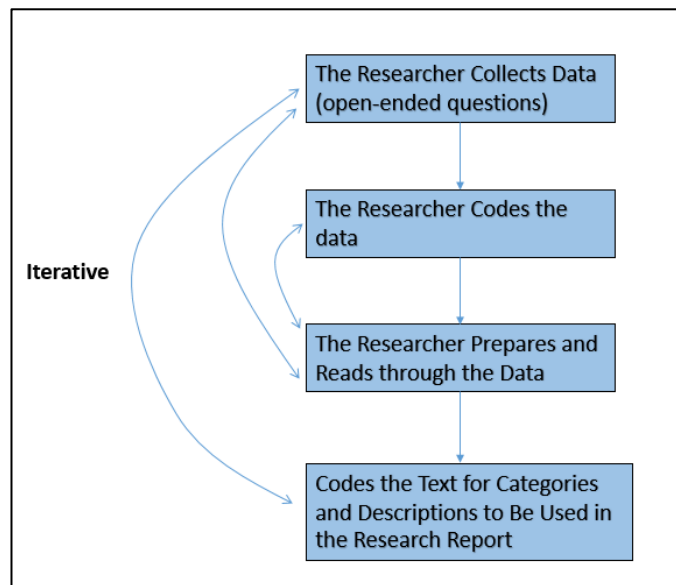 The Researcher Collects Data
(open-ended questions)
The Researcher Codes the
data
Iterative
The Researcher Prepares and
Reads through the Data
Codes the Text for Categories
and Descriptions to Be Used in
the Research Report